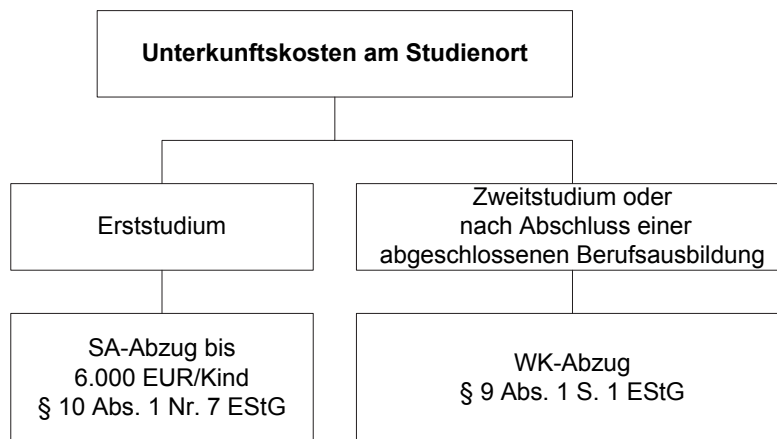 Unterkunftskosten am Studienort
Erststudium
Zweitstudium oder
nach Abschluss einer
abgeschlossenen Berufsausbildung
SA-Abzug bis
6.000 EUR/Kind
§ 10 Abs. 1 Nr. 7 EStG
WK-Abzug
§ 9 Abs. 1 S. 1 EStG